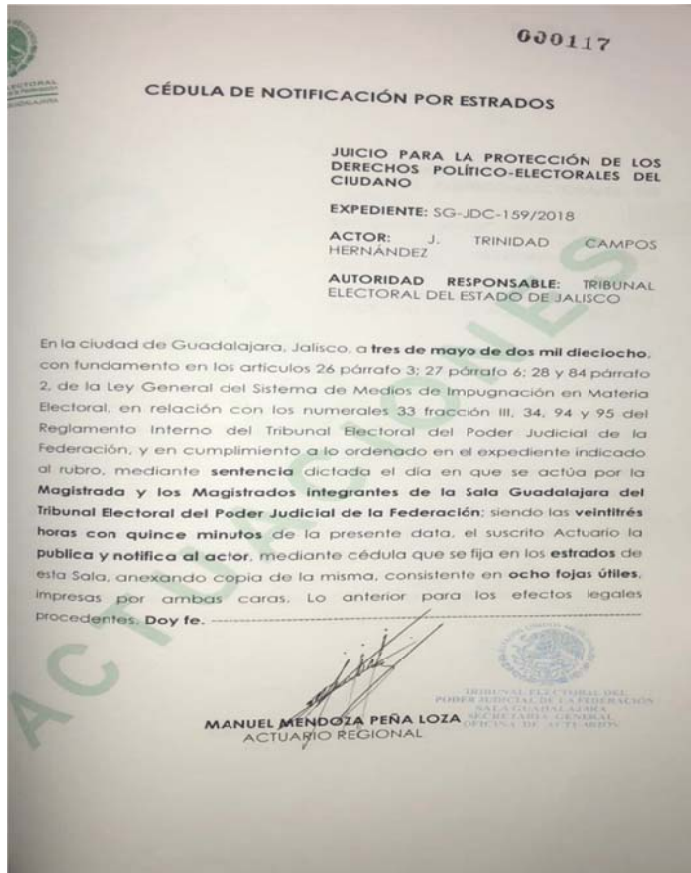 000117
ECTORAL
CÉDULA DE NOTIFICACIÓN POR ESTRADOS
JUICIO PARA LA PROTECCIÓN DE LOS
DERECHOS POLÍTICO-ELECTORALES DEL
CIUDANO
EXPEDIENTE: SG-JDC-159/2018
ACTOR: J. TRINIDAD CAMPOS
HERNÁNDEZ
AUTORIDAD RESPONSABLE: TRIBUNAL
ELECTORAL DEL ESTADO DE JALISCO
En la ciudad de Guadalajara, Jalisco, a tres de mayo de dos mil dieciocho,
con fundamento en los artículos 26 párrafo 3; 27 párrafo 6; 28 y 84 párrafo
2, de la Ley General del Sistema de Medios de Impugnación en Materia
Electoral, en relación con los numerales 33 fracción III, 34, 94 y 95 del
Reglamento Interno del Tribunal Electoral del Poder Judicial de la
Federación, y en cumplimiento a lo ordenado en el expediente indicado
al rubro, mediante sentencia dictada el día en que se actúa por la
Magistrada y los Magistrados integrantes de la Sala Guadalajara del
Tribunal Electoral del Poder Judicial de la Federación; siendo las veintitrés
horas con quince minutos de la presente data, el suscrito Actuario la
publica y notifica al actor, mediante cédula que se fija en los estrados de
esta Sala, anexando copia de la misma, consistente en ocho fojas útiles,
impresas por ambas caras. Lo anterior para los efectos legales
procedentes. Doy fe.
ACTUACIONES
TRIBUNAL ELECTORAL DEL
PODER JUDICIAL DE LA FEDERACIÓN
SALA GUADALAJARA
SECRETARÍA GENERAL
OFICINA DE ACTUARIOS
MANUEL MENDOZA PEÑA LOZA
ACTUARIO REGIONAL